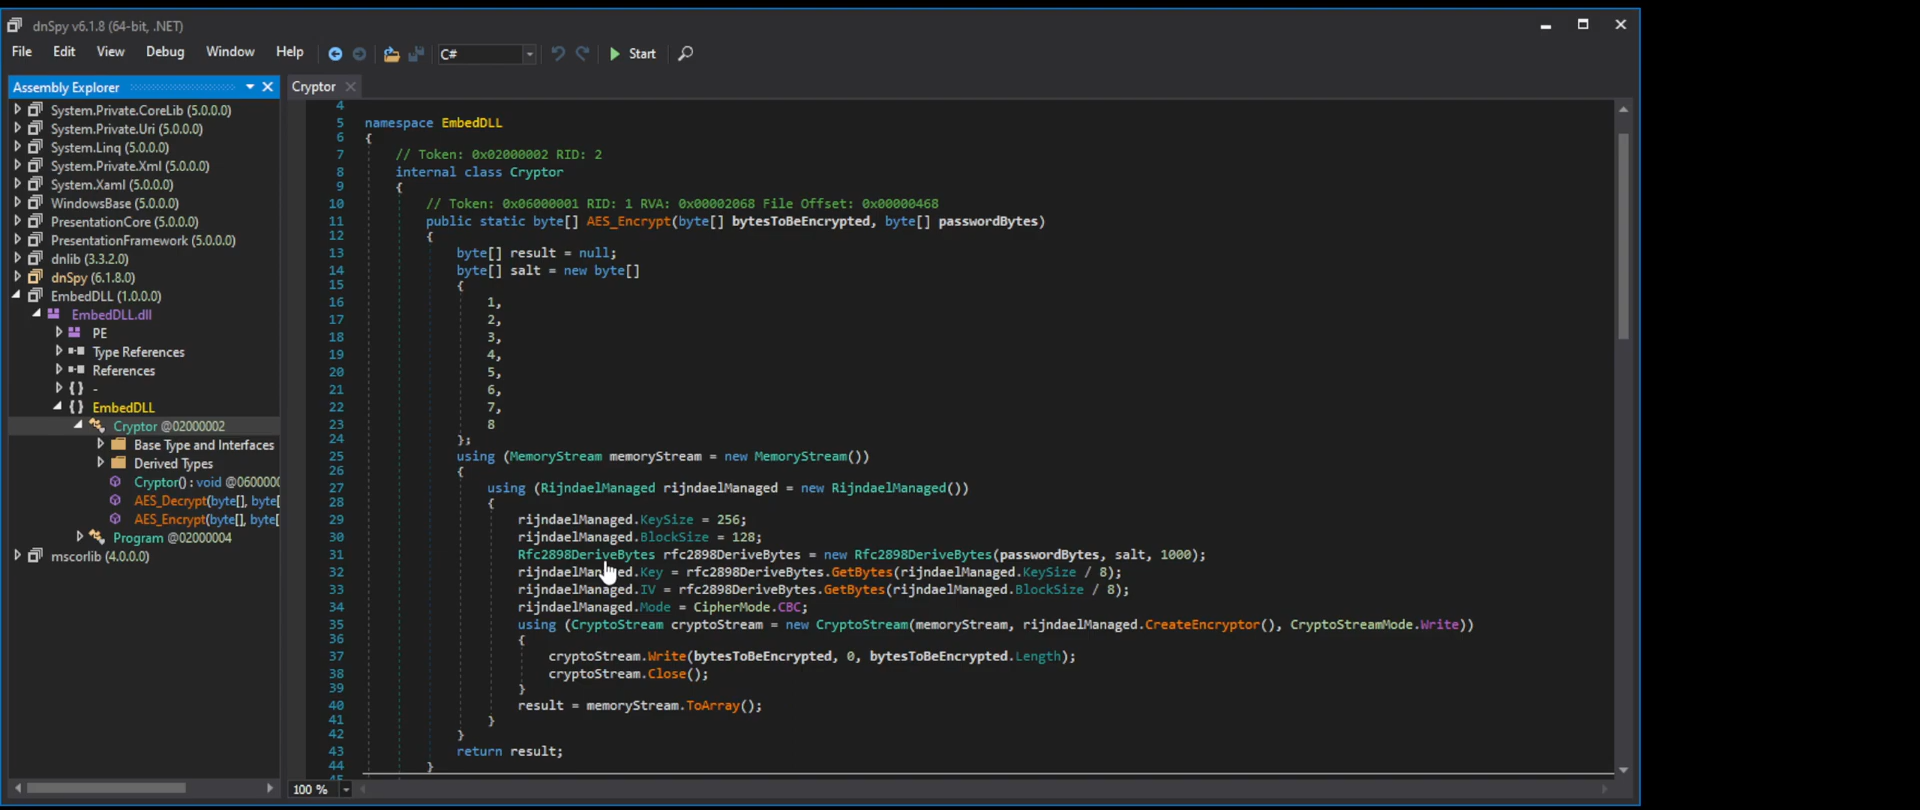 dnSpy v6.1.8 (64-bit, .NET)
File Edit View Debug Window Help C# Start
Assembly Explorer
System.Private.CoreLib (5.0.0.0)
System.Private.Uri (5.0.0.0)
System.Linq (5.0.0.0)
System.Private.Xml (5.0.0.0)
System.Xaml (5.0.0.0)
WindowsBase (5.0.0.0)
PresentationCore (5.0.0.0)
PresentationFramework (5.0.0.0)
dnlib (3.3.2.0)
dnSpy (6.1.8.0)
EmbedDLL (1.0.0.0)
EmbedDLL.dll
PE
Type References
References
{ } -
{ } EmbedDLL
Cryptor @02000002
Base Type and Interfaces
Derived Types
Cryptor() : void @060000
AES_Decrypt(byte[], byte[
AES_Encrypt(byte[], byte[
Program @02000004
mscorlib (4.0.0.0)
Cryptor
4
5 namespace EmbedDLL
6 {
7 // Token: 0x02000002 RID: 2
8 internal class Cryptor
9 {
10 // Token: 0x06000001 RID: 1 RVA: 0x00002068 File Offset: 0x00000468
11 public static byte[] AES_Encrypt(byte[] bytesToBeEncrypted, byte[] passwordBytes)
12 {
13 byte[] result = null;
14 byte[] salt = new byte[]
15 {
16 1,
17 2,
18 3,
19 4,
20 5,
21 6,
22 7,
23 8
24 };
25 using (MemoryStream memoryStream = new MemoryStream())
26 {
27 using (RijndaelManaged rijndaelManaged = new RijndaelManaged())
28 {
29 rijndaelManaged.KeySize = 256;
30 rijndaelManaged.BlockSize = 128;
31 Rfc2898DeriveBytes rfc2898DeriveBytes = new Rfc2898DeriveBytes(passwordBytes, salt, 1000);
32 rijndaelManaged.Key = rfc2898DeriveBytes.GetBytes(rijndaelManaged.KeySize / 8);
33 rijndaelManaged.IV = rfc2898DeriveBytes.GetBytes(rijndaelManaged.BlockSize / 8);
34 rijndaelManaged.Mode = CipherMode.CBC;
35 using (CryptoStream cryptoStream = new CryptoStream(memoryStream, rijndaelManaged.CreateEncryptor(), CryptoStreamMode.Write))
36 {
37 cryptoStream.Write(bytesToBeEncrypted, 0, bytesToBeEncrypted.Length);
38 cryptoStream.Close();
39 }
40 result = memoryStream.ToArray();
41 }
42 }
43 return result;
44 }
100 %